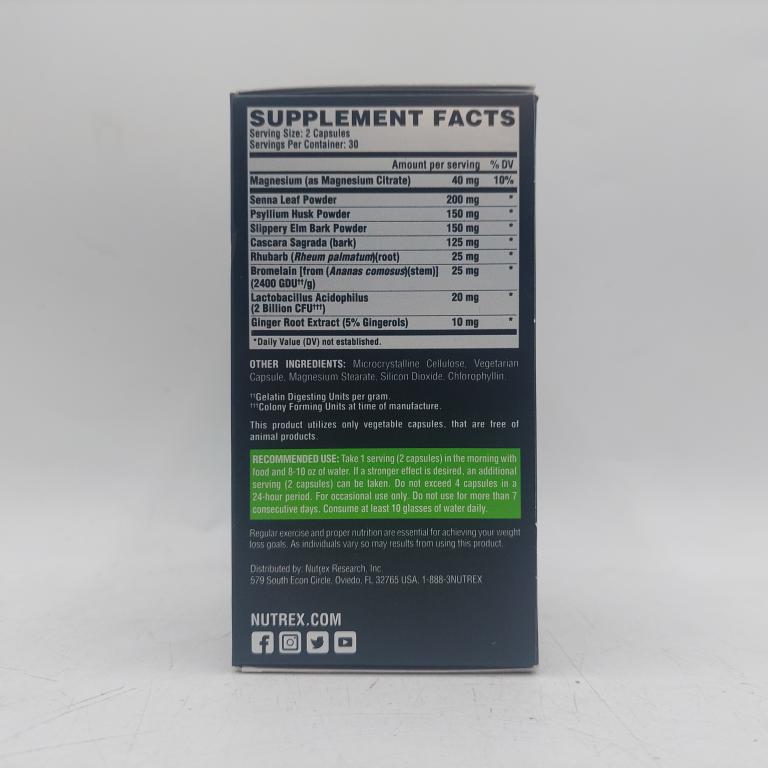 SUPPLEMENT FACTS
Serving Size: 2 Capsules
Servings Per Container: 30
Amount per serving % DV
Magnesium (as Magnesium Citrate) 40 mg 10%
Senna Leaf Powder 200 mg *
Psyllium Husk Powder 150 mg *
Slippery Elm Bark Powder 150 mg *
Cascara Sagrada (bark) 125 mg *
Rhubarb (Rheum palmatum)(root) 25 mg *
Bromelain [from (Ananas comosus)(stem)] 25 mg *
(2400 GDU††/g)
Lactobacillus Acidophilus 20 mg *
(2 Billion CFU†††)
Ginger Root Extract (5% Gingerols) 10 mg *
*Daily Value (DV) not established.
OTHER INGREDIENTS: Microcrystalline Cellulose, Vegetarian
Capsule, Magnesium Stearate, Silicon Dioxide, Chlorophyllin.
††Gelatin Digesting Units per gram.
†††Colony Forming Units at time of manufacture.
This product utilizes only vegetable capsules, that are free of
animal products.
RECOMMENDED USE: Take 1 serving (2 capsules) in the morning with
food and 8-10 oz of water. If a stronger effect is desired, an additional
serving (2 capsules) can be taken. Do not exceed 4 capsules in a
24-hour period. For occasional use only. Do not use for more than 7
consecutive days. Consume at least 10 glasses of water daily.
Regular exercise and proper nutrition are essential for achieving your weight
loss goals. As individuals vary so may results from using this product.
Distributed by: Nutrex Research, Inc.
579 South Econ Circle, Oviedo, FL 32765 USA. 1-888-3NUTREX
NUTREX.COM